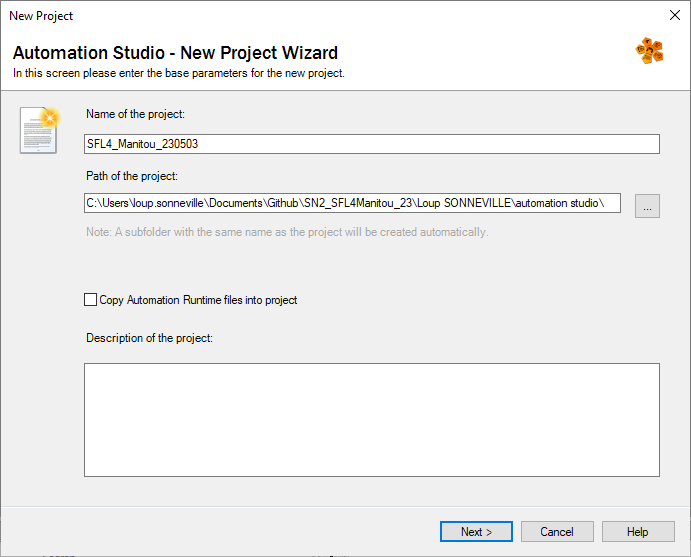 New Project
Automation Studio - New Project Wizard
In this screen please enter the base parameters for the new project.
Name of the project:
SFL4_Manitou_230503
Path of the project:
C:\Users\loup.sonneville\Documents\Github\SN2_SFL4Manitou_23\Loup SONNEVILLE\automation studio\
...
Note: A subfolder with the same name as the project will be created automatically.
Copy Automation Runtime files into project
Description of the project:
Next >
Cancel
Help